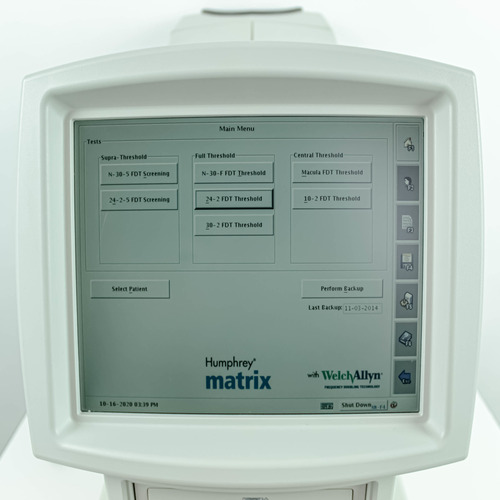 Main Menu
Tests
Supra-Threshold
Full Threshold
Central Threshold
N-30-5 FDT Screening
N-30-F FDT Threshold
Macula FDT Threshold
24-2-5 FDT Screening
24-2 FDT Threshold
10-2 FDT Threshold
30-2 FDT Threshold
Select Patient
Perform Backup
Last Backup: 11-03-2014
Humphrey®
matrix
with WelchAllyn®
FREQUENCY DOUBLING TECHNOLOGY
10-16-2020 03:39 PM
Shut Down